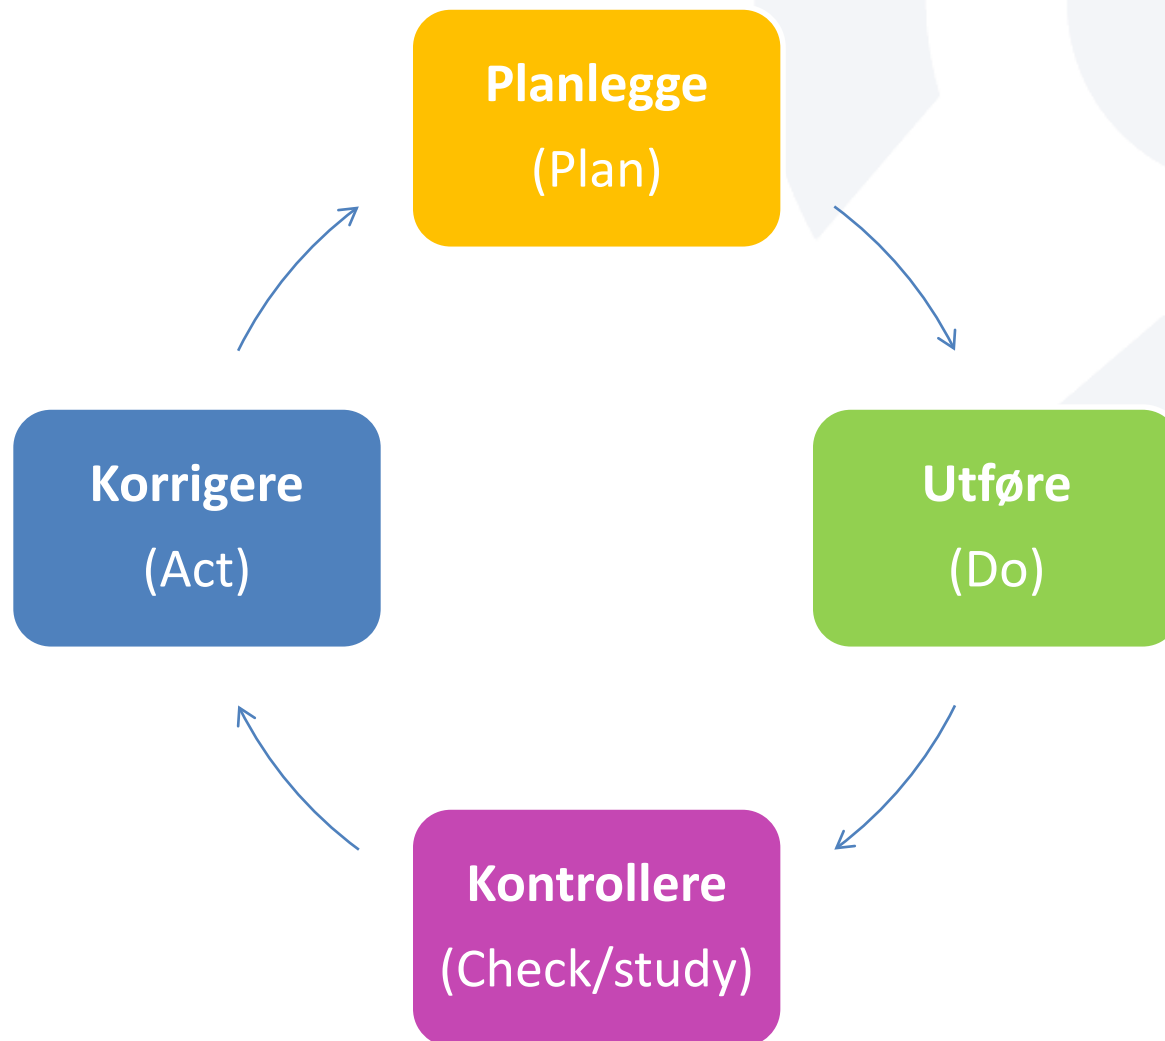 Planlegge
(Plan)
Utføre
(Do)
Kontrollere
(Check/study)
Korrigere
(Act)